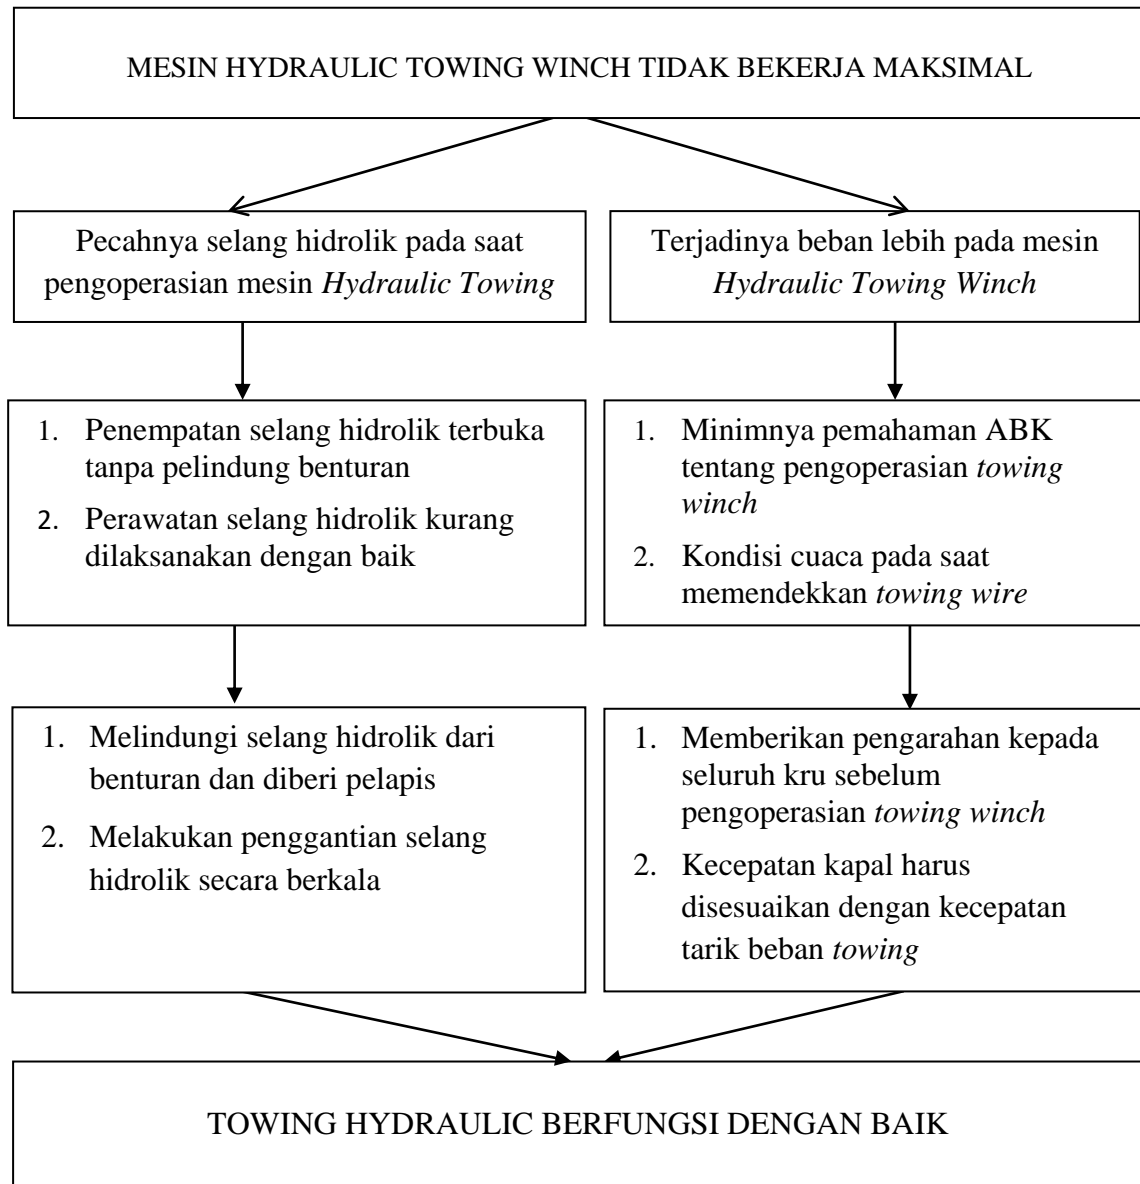 MESIN HYDRAULIC TOWING WINCH TIDAK BEKERJA MAKSIMAL
Pecahnya selang hidrolik pada saat
pengoperasian mesin Hydraulic Towing
Terjadinya beban lebih pada mesin
Hydraulic Towing Winch
1. Penempatan selang hidrolik terbuka
tanpa pelindung benturan
2. Perawatan selang hidrolik kurang
dilaksanakan dengan baik
1. Minimnya pemahaman ABK
tentang pengoperasian towing
winch
2. Kondisi cuaca pada saat
memendekkan towing wire
1. Melindungi selang hidrolik dari
benturan dan diberi pelapis
2. Melakukan penggantian selang
hidrolik secara berkala
1. Memberikan pengarahan kepada
seluruh kru sebelum
pengoperasian towing winch
2. Kecepatan kapal harus
disesuaikan dengan kecepatan
tarik beban towing
TOWING HYDRAULIC BERFUNGSI DENGAN BAIK